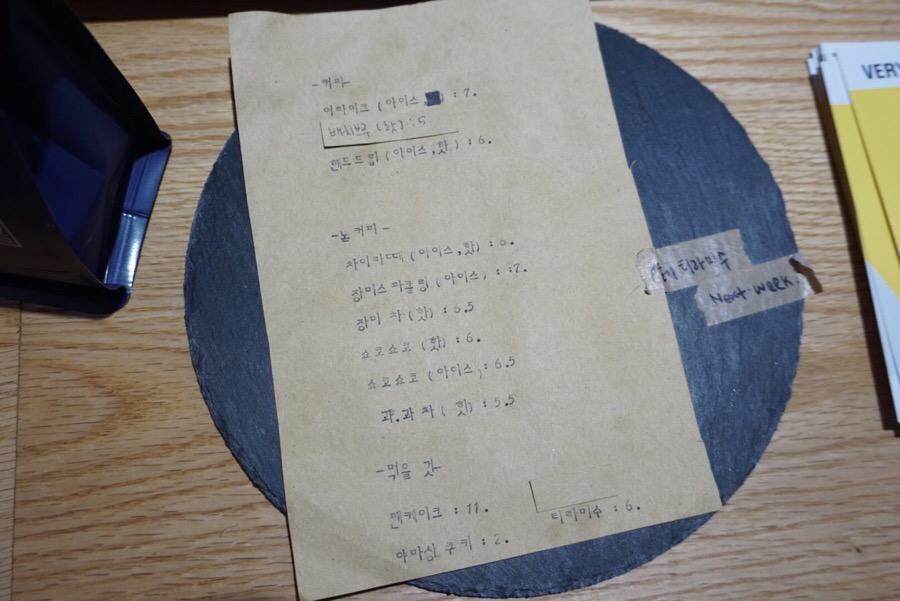 -커피-
아마이코 (아이스 ) : 7.
배치브루 (핫) : 5
핸드드립 (아이스, 핫) : 6.
-논커피-
차이라떼 (아이스, 핫) : 6.
장미스파클링 (아이스) : 7.
장미 차 (핫) : 6.5
쇼코쇼코 (핫) : 6.
쇼코쇼코 (아이스) : 6.5
과.과 차 ( 핫) : 5.5
-먹을 것-
팬케이크 : 11.
티라미수 : 6.
야마상 쿠키 : 2.
티라미수
Next week.
VERY